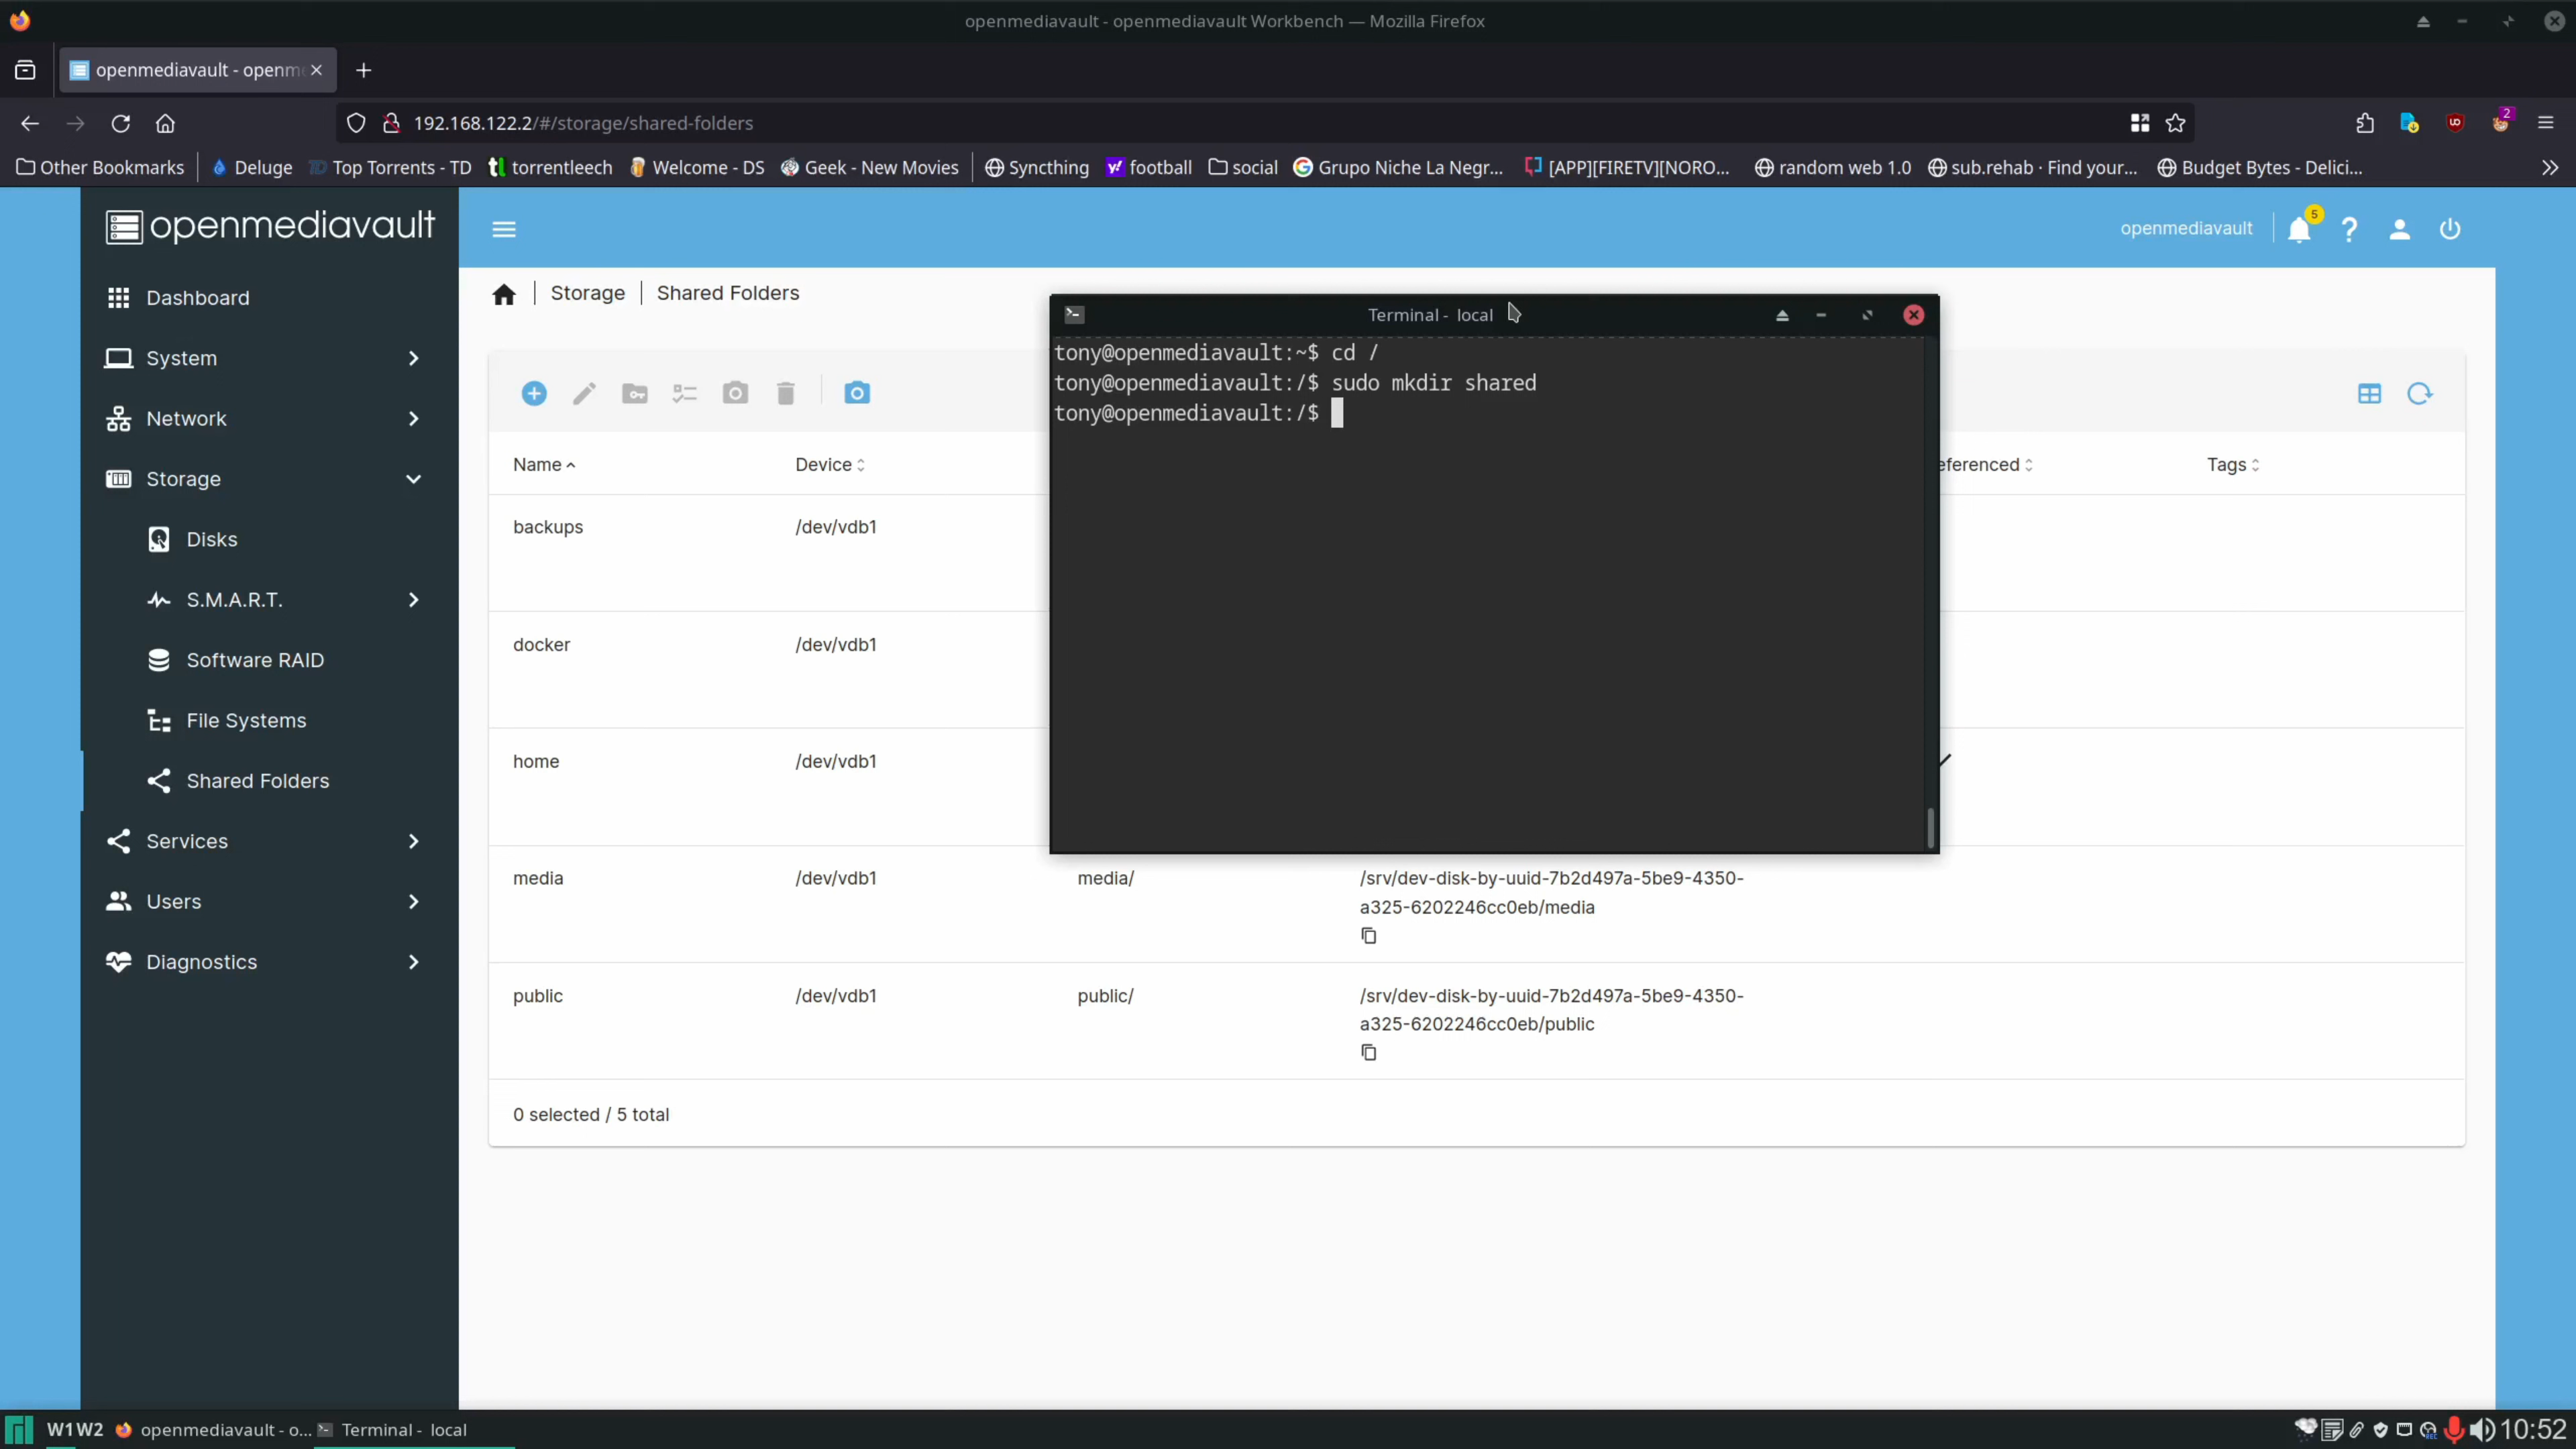 openmediavault - openmediavault Workbench — Mozilla Firefox
openmediavault - openm
192.168.122.2/#/storage/shared-folders
2
Other Bookmarks
Deluge
TD Top Torrents - TD
tt torrentleech
Welcome - DS
Geek - New Movies
Syncthing
y! football
social
Grupo Niche La Negr...
[APP][FIRETV][NORO...
random web 1.0
sub.rehab · Find your...
Budget Bytes - Delici...
openmediavault
openmediavault
5
Dashboard
System
Network
Storage
Disks
S.M.A.R.T.
Software RAID
File Systems
Shared Folders
Services
Users
Diagnostics
Storage | Shared Folders
Terminal - local
tony@openmediavault:~$ cd /
tony@openmediavault:/$ sudo mkdir shared
tony@openmediavault:/$
Name
Device
eferenced
Tags
backups /dev/vdb1
docker /dev/vdb1
home /dev/vdb1
media /dev/vdb1 media/ /srv/dev-disk-by-uuid-7b2d497a-5be9-4350-
a325-6202246cc0eb/media
public /dev/vdb1 public/ /srv/dev-disk-by-uuid-7b2d497a-5be9-4350-
a325-6202246cc0eb/public
0 selected / 5 total
W1 W2 openmediavault - o... Terminal - local
10:52